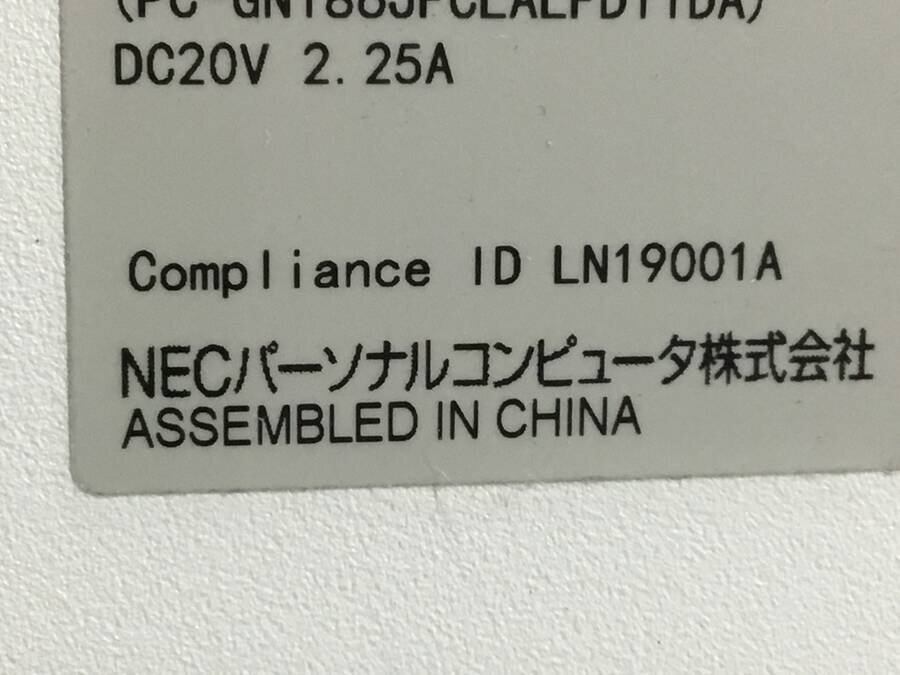 DC20V 2.25A
Compliance ID LN19001A
NECパーソナルコンピュータ株式会社
ASSEMBLED IN CHINA